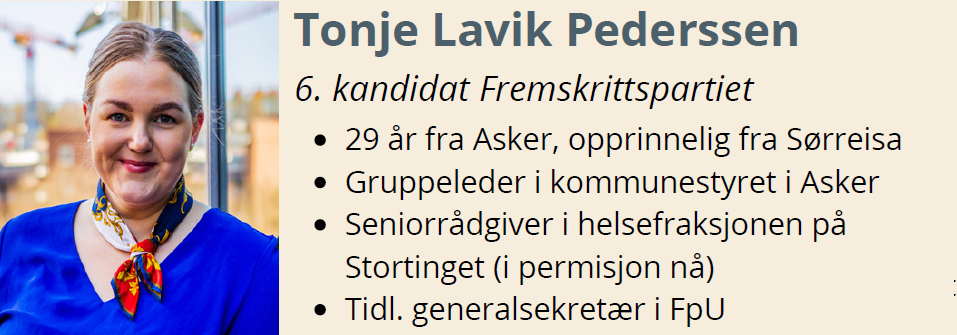 Tonje Lavik Pederssen
6. kandidat Fremskrittspartiet
• 29 år fra Asker, opprinnelig fra Sørreisa
• Gruppeleder i kommunestyret i Asker
• Seniorrådgiver i helsefraksjonen på
Stortinget (i permisjon nå)
• Tidl. generalsekretær i FpU